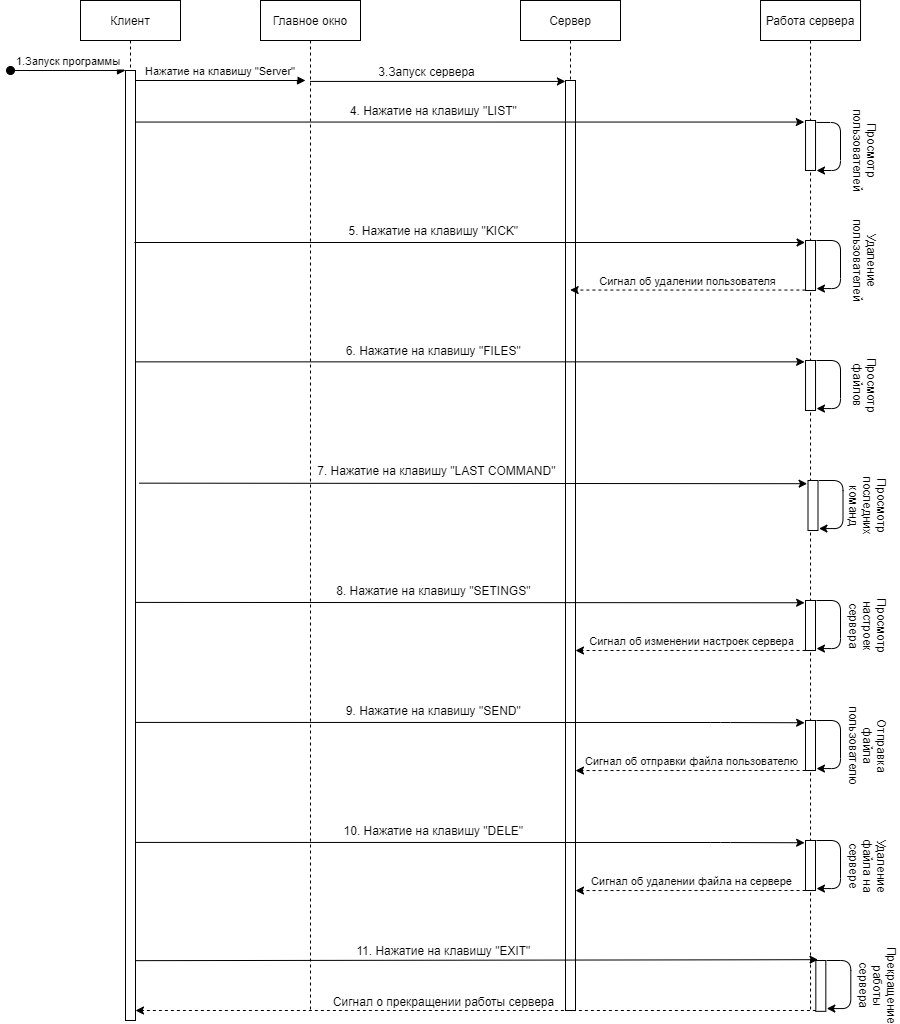 Клиент
Главное окно
Сервер
Работа сервера
1.Запуск программы
Нажатие на клавишу "Server"
3.Запуск сервера
4. Нажатие на клавишу "LIST"
Просмотр
пользователей
5. Нажатие на клавишу "KICK"
Удаление
пользователей
Сигнал об удалении пользователя
6. Нажатие на клавишу "FILES"
Просмотр
файлов
7. Нажатие на клавишу "LAST COMMAND"
Просмотр
последних
команд
8. Нажатие на клавишу "SETINGS"
Просмотр
настроек
сервера
Сигнал об изменении настроек сервера
9. Нажатие на клавишу "SEND"
Отправка
файла
пользователю
Сигнал об отправки файла пользователю
10. Нажатие на клавишу "DELE"
Удаление
файла на
сервере
Сигнал об удалении файла на сервере
11. Нажатие на клавишу "EXIT"
Прекращение
работы
сервера
Сигнал о прекращении работы сервера